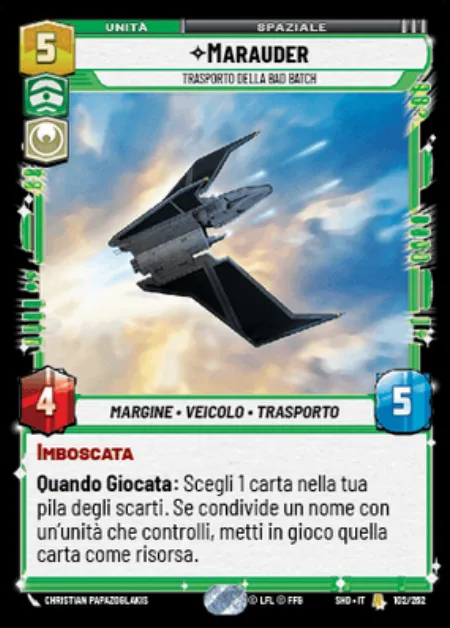 5
UNITÀ
SPAZIALE
MARAUDER
TRASPORTO DELLA BAD BATCH
4
MARGINE • VEICOLO • TRASPORTO
5
IMBOSCATA
Quando Giocata: Scegli 1 carta nella tua
pila degli scarti. Se condivide un nome con
un'unità che controlli, metti in gioco quella
carta come risorsa.
CHRISTIAN PAPAZOGLAKIS
© LFL © FFG
SHD • IT
102/262